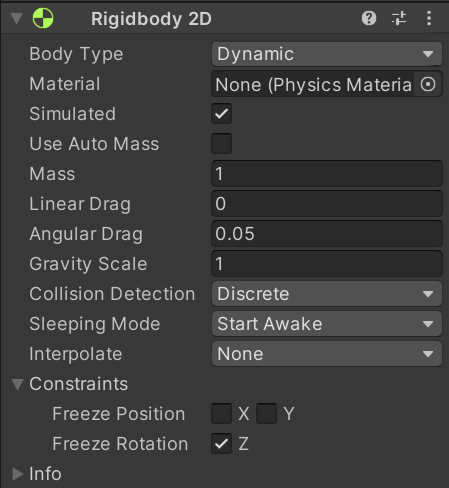 Rigidbody 2D
Body Type Dynamic
Material None (Physics Materia
Simulated
Use Auto Mass
Mass 1
Linear Drag 0
Angular Drag 0.05
Gravity Scale 1
Collision Detection Discrete
Sleeping Mode Start Awake
Interpolate None
Constraints
Freeze Position X Y
Freeze Rotation Z
Info